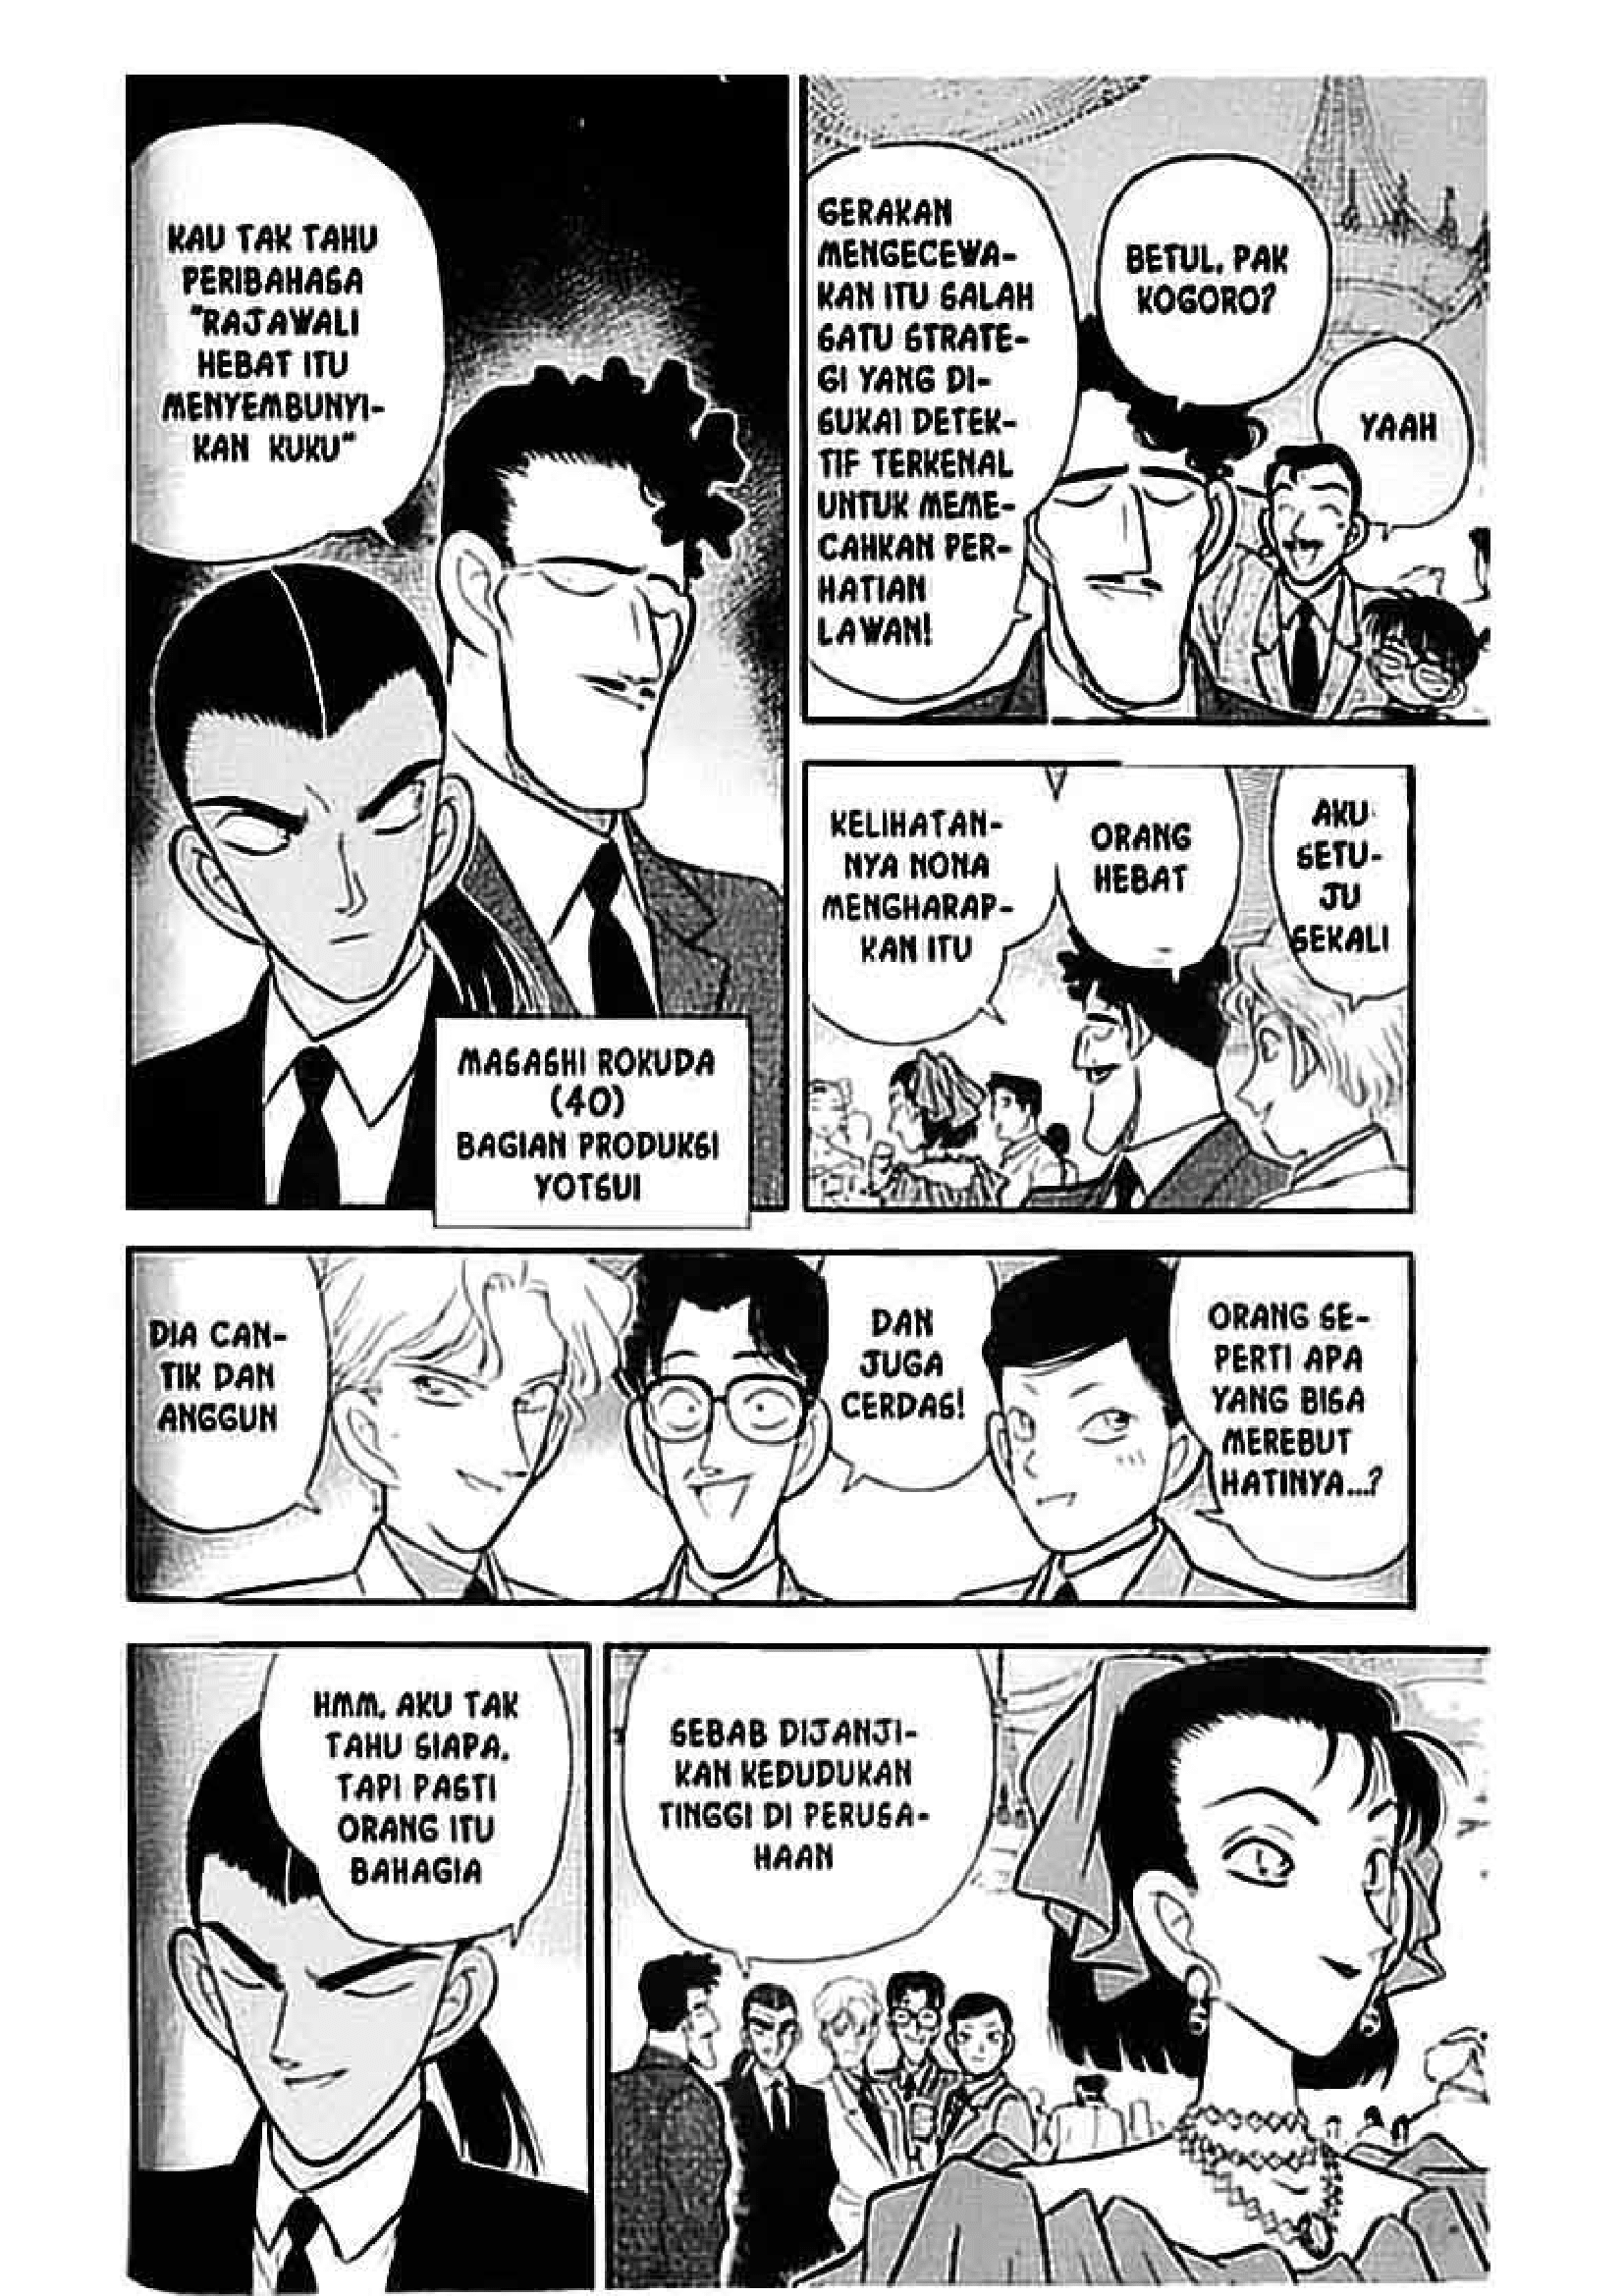 KAU TAK TAHU
PERIBAHASA
"RAJAWALI
HEBAT ITU
MENYEMBUNYI-
KAN KUKU"
MASASHI ROKUDA
(40)
BAGIAN PRODUKSI
YOTSUI
GERAKAN
MENGECEWA-
KAN ITU SALAH
SATU STRATE-
GI YANG DI-
SUKAI DETEK-
TIF TERKENAL
UNTUK MEME-
CAHKAN PER-
HATIAN
LAWAN!
BETUL, PAK
KOGORO?
YAAH
KELIHATAN-
NYA NONA
MENGHARAP-
KAN ITU
ORANG
HEBAT
AKU
SETU-
JU
SEKALI
DIA CAN-
TIK DAN
ANGGUN
DAN
JUGA
CERDAS!
ORANG SE-
PERTI APA
YANG BISA
MEREBUT
HATINYA...?
HMM, AKU TAK
TAHU SIAPA,
TAPI PASTI
ORANG ITU
BAHAGIA
SEBAB DIJANJI-
KAN KEDUDUKAN
TINGGI DI PERUSA-
HAAN